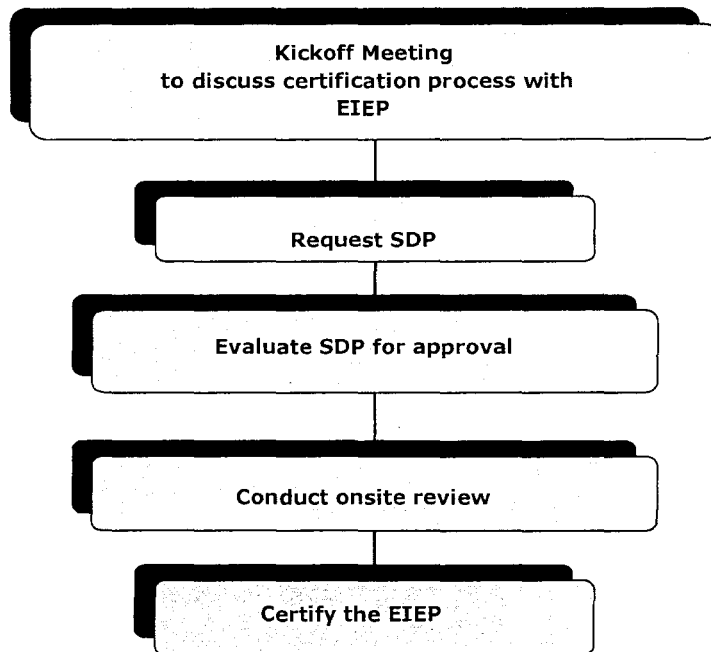 Kickoff Meeting
to discuss certification process with
EIEP
Request SDP
Evaluate SDP for approval
Conduct onsite review
Certify the EIEP